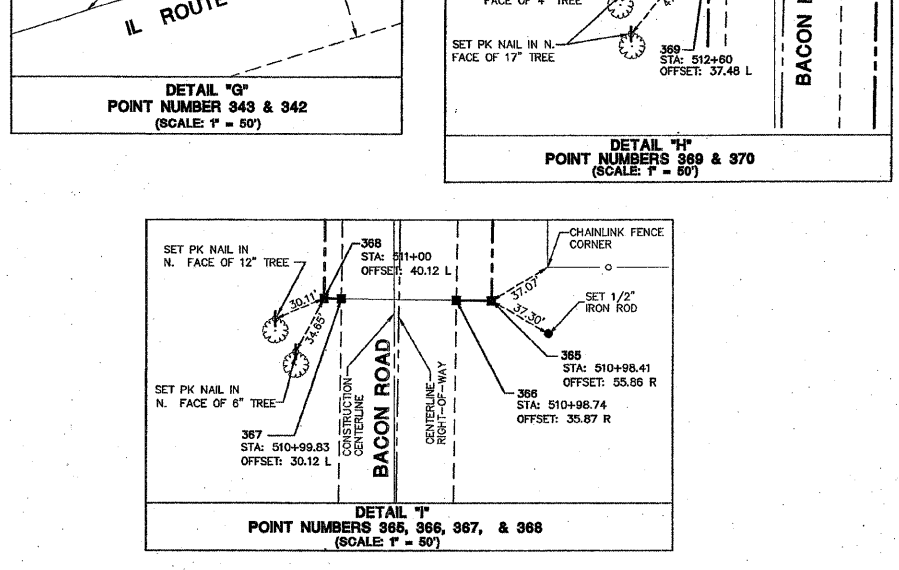 IL ROUTE
DETAIL "G"
POINT NUMBER 343 & 342
(SCALE: 1" = 50')
FACE OF 4" TREE
SET PK NAIL IN N.
FACE OF 17" TREE
369
STA: 512+60
OFFSET: 37.48 L
BACON
DETAIL "H"
POINT NUMBERS 369 & 370
(SCALE: 1" = 50')
SET PK NAIL IN
N. FACE OF 12" TREE
368
STA: 511+00
OFFSET: 40.12 L
CHAINLINK FENCE
CORNER
30.11'
34.65'
37.07'
37.30'
SET 1/2"
IRON ROD
365
STA: 510+98.41
OFFSET: 55.86 R
SET PK NAIL IN
N. FACE OF 6" TREE
366
STA: 510+98.74
OFFSET: 35.87 R
367
STA: 510+99.83
OFFSET: 30.12 L
CONSTRUCTION
CENTERLINE
BACON ROAD
CENTERLINE
RIGHT-OF-WAY
DETAIL "I"
POINT NUMBERS 365, 366, 367, & 368
(SCALE: 1" = 50')